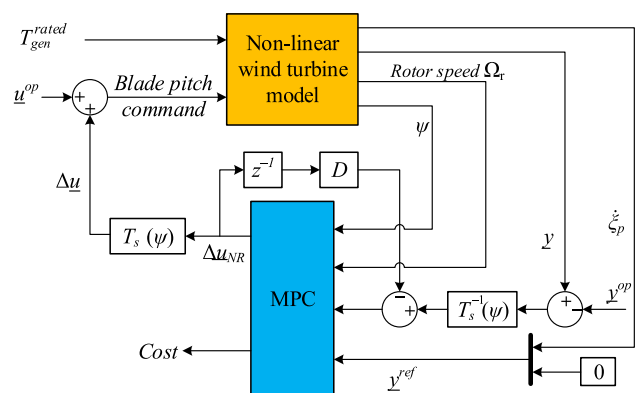 T_gen^rated
Non-linear
wind turbine
model
Rotor speed Ω_r
u^op
+
+
Blade pitch
command
ψ
Δu
z^-1
D
T_s (ψ)
Δu_NR
y
ξ̇_p
MPC
−
+
T_s^-1(ψ)
+
−
y^op
Cost
y^ref
0